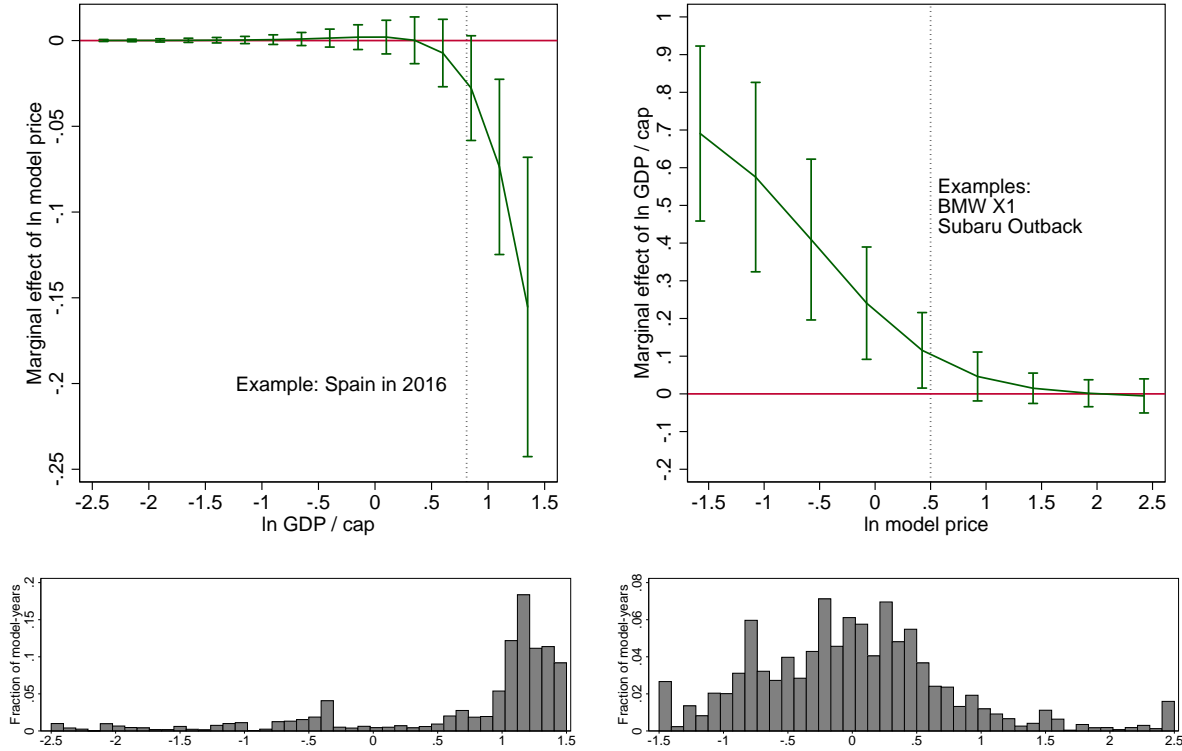 Marginal effect of ln model price
0
-.05
-.1
-.15
-.2
-.25
Example: Spain in 2016
-2.5 -2 -1.5 -1 -.5 0 .5 1 1.5
ln GDP / cap
Marginal effect of ln GDP / cap
1
.9
.8
.7
.6
.5
.4
.3
.2
.1
0
-.1
-.2
Examples:
BMW X1
Subaru Outback
-1.5 -1 -.5 0 .5 1 1.5 2 2.5
ln model price
Fraction of model-years
.2
.15
.1
.05
0
-2.5 -2 -1.5 -1 -.5 0 .5 1 1.5
Fraction of model-years
.08
.06
.04
.02
0
-1.5 -1 -.5 0 .5 1 1.5 2 2.5